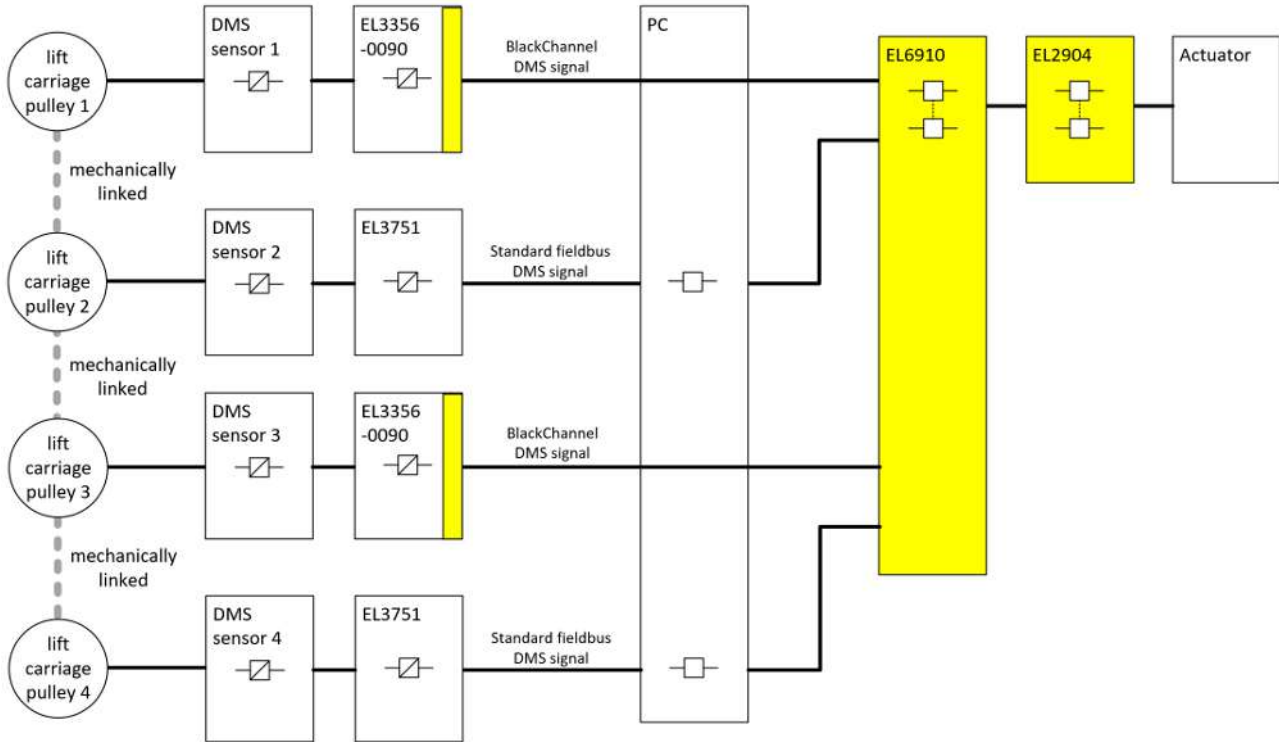 DMS
sensor 1
EL3356
-0090
PC
BlackChannel
DMS signal
EL6910
EL2904
Actuator
lift
carriage
pulley 1
mechanically
linked
DMS
sensor 2
EL3751
Standard fieldbus
DMS signal
lift
carriage
pulley 2
mechanically
linked
DMS
sensor 3
EL3356
-0090
BlackChannel
DMS signal
lift
carriage
pulley 3
mechanically
linked
DMS
sensor 4
EL3751
Standard fieldbus
DMS signal
lift
carriage
pulley 4